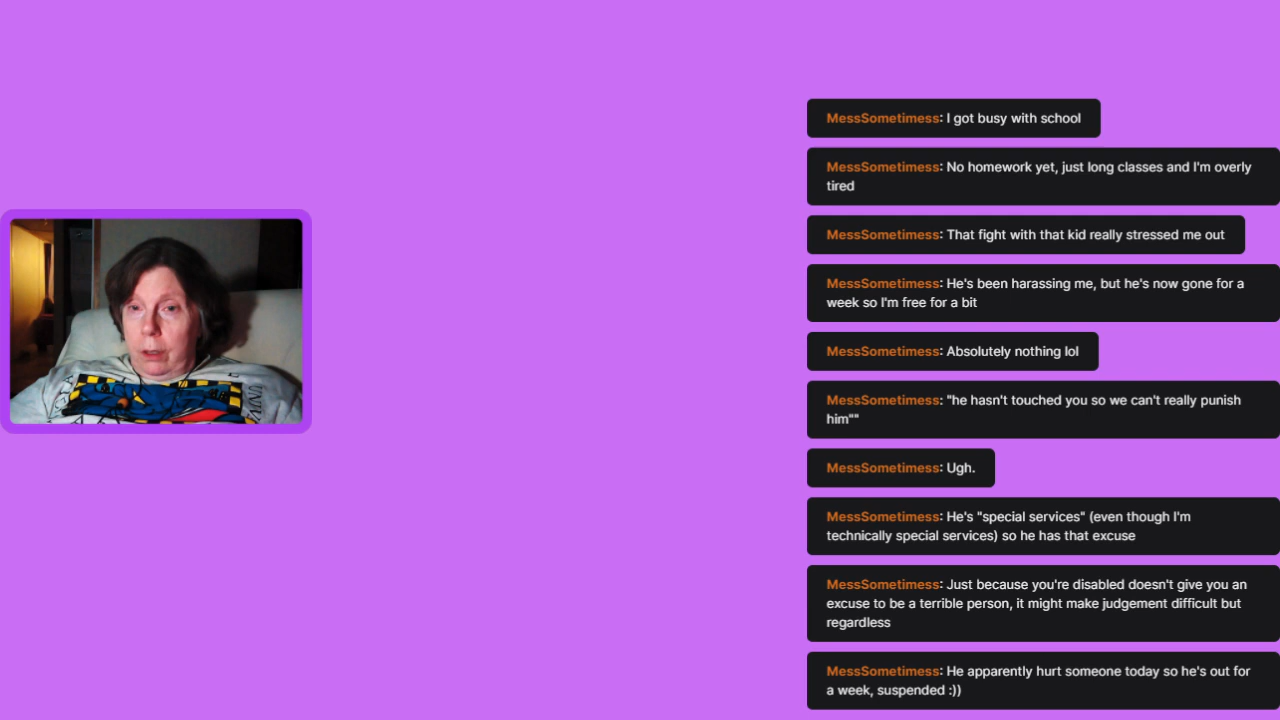 MessSometimess: I got busy with school
MessSometimess: No homework yet, just long classes and I'm overly
tired
MessSometimess: That fight with that kid really stressed me out
MessSometimess: He's been harassing me, but he's now gone for a
week so I'm free for a bit
MessSometimess: Absolutely nothing lol
MessSometimess: "he hasn't touched you so we can't really punish
him""
MessSometimess: Ugh.
MessSometimess: He's "special services" (even though I'm
technically special services) so he has that excuse
MessSometimess: Just because you're disabled doesn't give you an
excuse to be a terrible person, it might make judgement difficult but
regardless
MessSometimess: He apparently hurt someone today so he's out for
a week, suspended :))